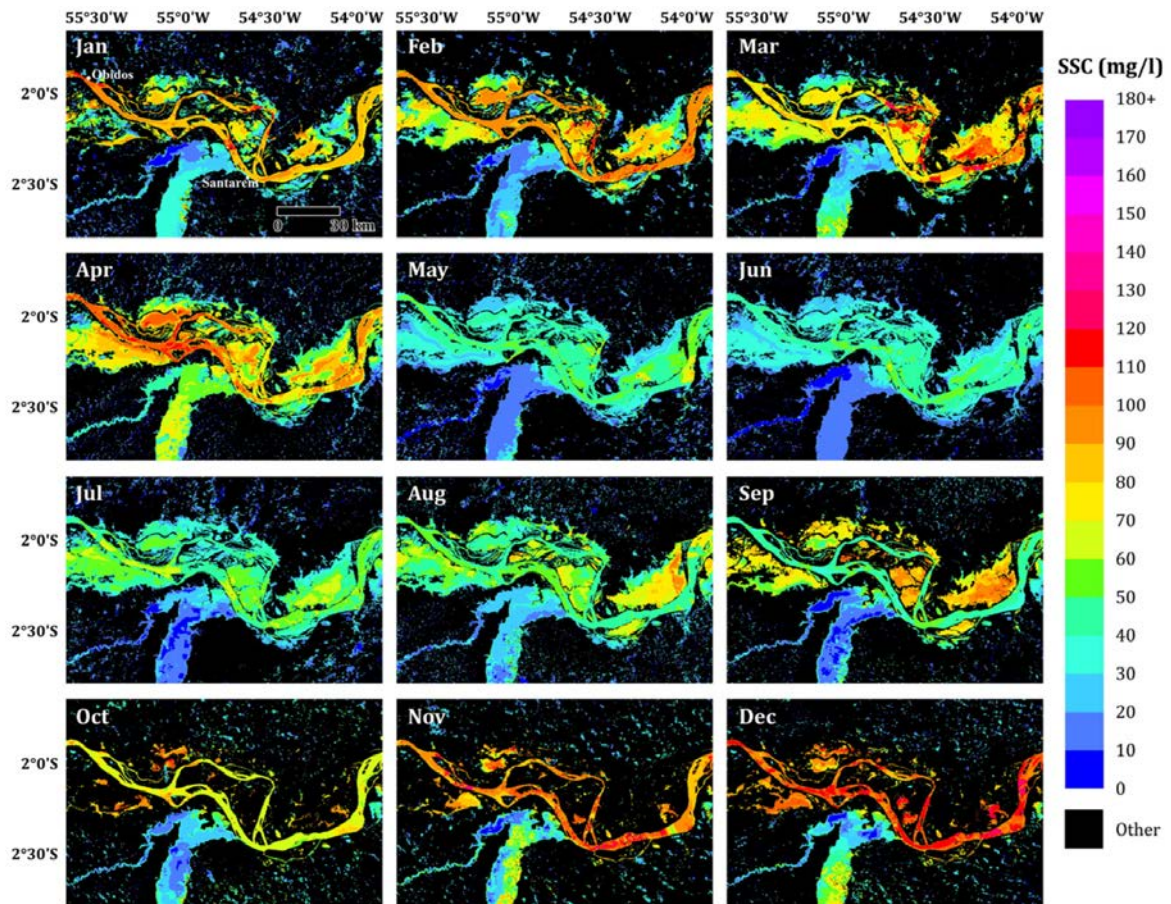 55°30'W 55°0'W 54°30'W 54°0'W 55°30'W 55°0'W 54°30'W 54°0'W 55°30'W 55°0'W 54°30'W 54°0'W
Jan
Feb
Mar
SSC (mg/l)
Óbidos
Santarém
0 30 km
2°0'S
2°30'S
Apr
May
Jun
2°0'S
2°30'S
Jul
Aug
Sep
2°0'S
2°30'S
Oct
Nov
Dec
2°0'S
2°30'S
180+
170
160
150
140
130
120
110
100
90
80
70
60
50
40
30
20
10
0
Other